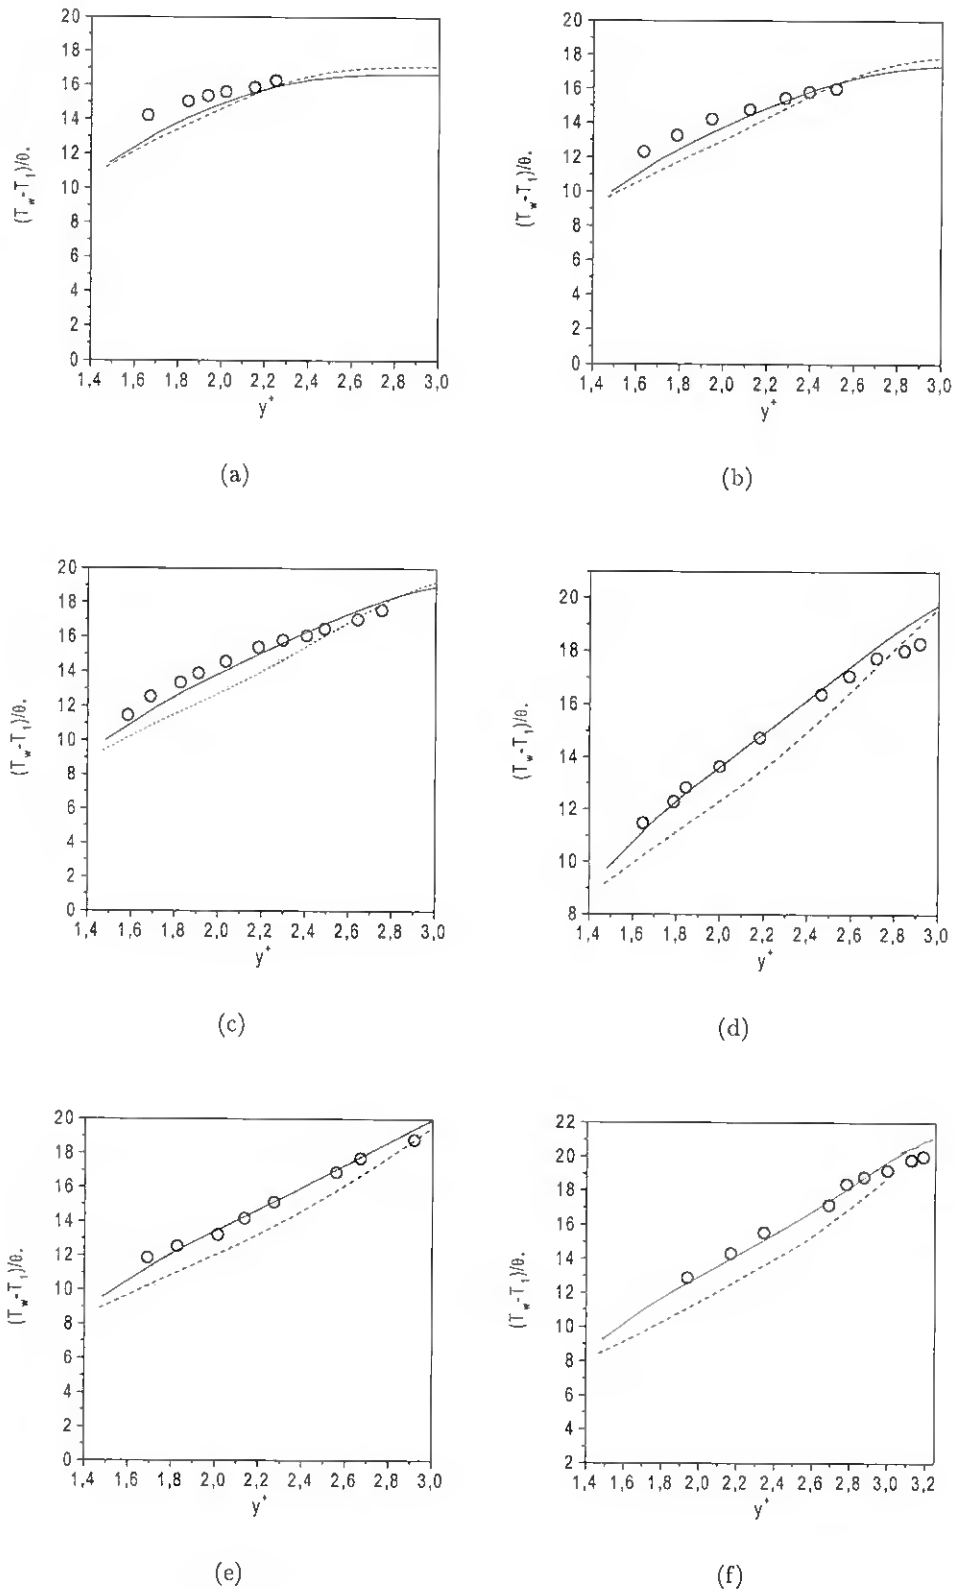 20
18
16
14
12
10
8
6
4
2
0
(T_w-T_1)/θ.
1,4 1,6 1,8 2,0 2,2 2,4 2,6 2,8 3,0
y+
(a)
20
18
16
14
12
10
8
6
4
2
0
(T_w-T_1)/θ.
1,4 1,6 1,8 2,0 2,2 2,4 2,6 2,8 3,0
y+
(b)
20
18
16
14
12
10
8
6
4
2
0
(T_w-T_1)/θ.
1,4 1,6 1,8 2,0 2,2 2,4 2,6 2,8 3,0
y+
(c)
20
18
16
14
12
10
8
(T_w-T_1)/θ.
1,4 1,6 1,8 2,0 2,2 2,4 2,6 2,8 3,0
y+
(d)
20
18
16
14
12
10
8
6
4
2
0
(T_w-T_1)/θ.
1,4 1,6 1,8 2,0 2,2 2,4 2,6 2,8 3,0
y+
(e)
22
20
18
16
14
12
10
8
6
4
2
(T_w-T_1)/θ.
1,4 1,6 1,8 2,0 2,2 2,4 2,6 2,8 3,0 3,2
y+
(f)